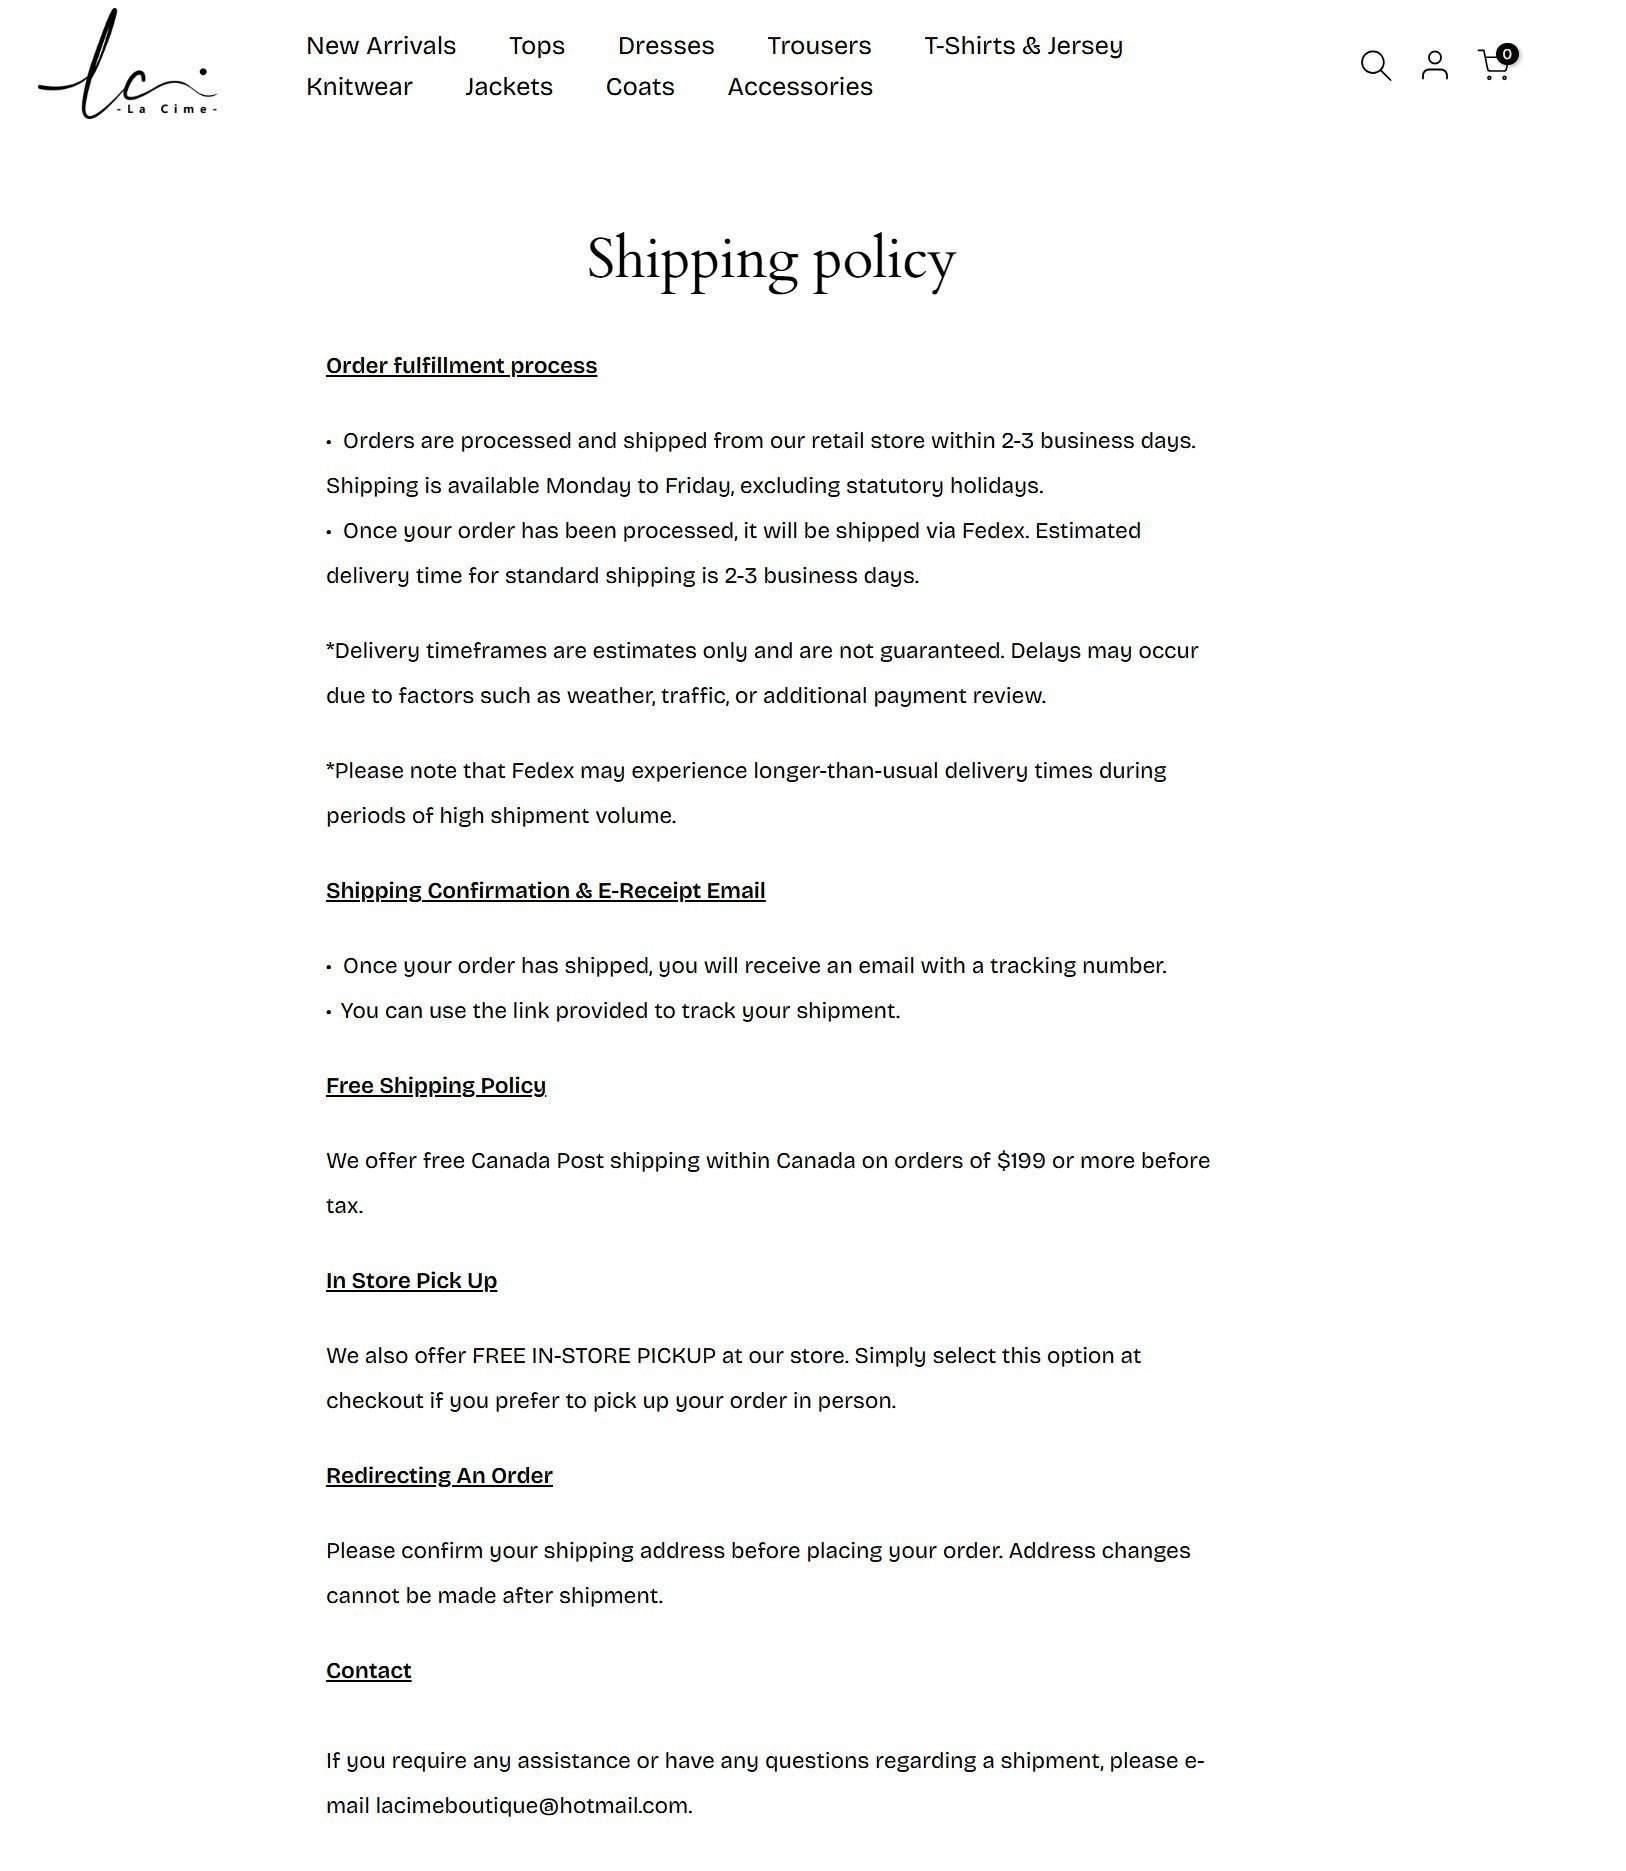 lci
-La Cime-
New Arrivals Tops Dresses Trousers T-Shirts & Jersey
Knitwear Jackets Coats Accessories
0
Shipping policy
Order fulfillment process
• Orders are processed and shipped from our retail store within 2-3 business days.
Shipping is available Monday to Friday, excluding statutory holidays.
• Once your order has been processed, it will be shipped via Fedex. Estimated
delivery time for standard shipping is 2-3 business days.
*Delivery timeframes are estimates only and are not guaranteed. Delays may occur
due to factors such as weather, traffic, or additional payment review.
*Please note that Fedex may experience longer-than-usual delivery times during
periods of high shipment volume.
Shipping Confirmation & E-Receipt Email
• Once your order has shipped, you will receive an email with a tracking number.
• You can use the link provided to track your shipment.
Free Shipping Policy
We offer free Canada Post shipping within Canada on orders of $199 or more before
tax.
In Store Pick Up
We also offer FREE IN-STORE PICKUP at our store. Simply select this option at
checkout if you prefer to pick up your order in person.
Redirecting An Order
Please confirm your shipping address before placing your order. Address changes
cannot be made after shipment.
Contact
If you require any assistance or have any questions regarding a shipment, please e-
mail lacimeboutique@hotmail.com.